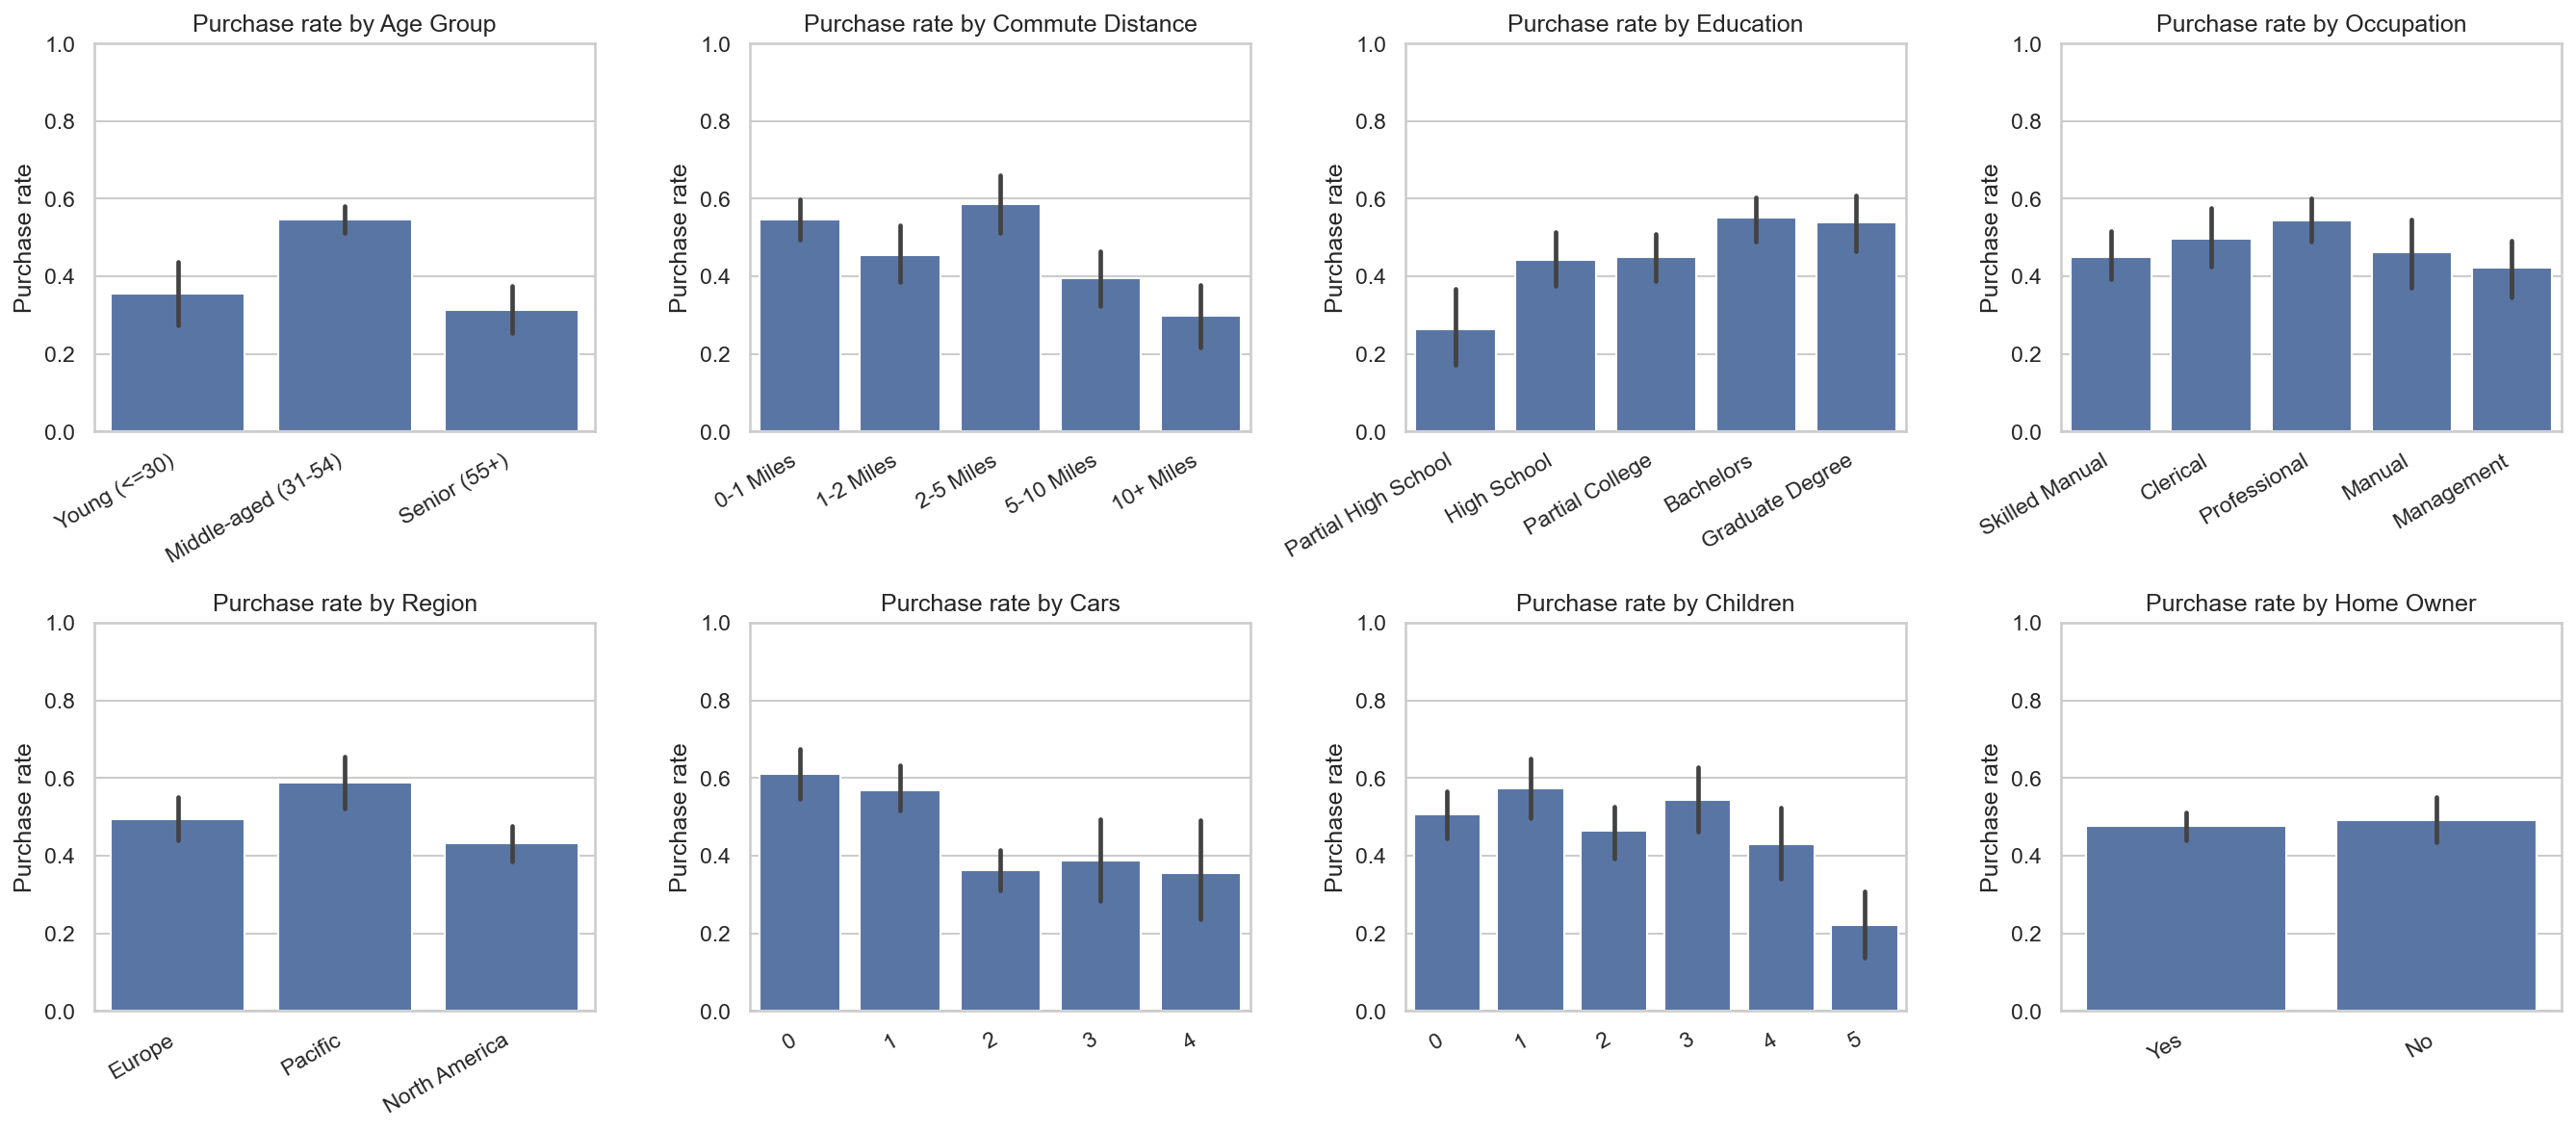 Purchase rate by Age Group
Purchase rate
1.0
0.8
0.6
0.4
0.2
0.0
Young (<=30)
Middle-aged (31-54)
Senior (55+)
Purchase rate by Commute Distance
Purchase rate
1.0
0.8
0.6
0.4
0.2
0.0
0-1 Miles
1-2 Miles
2-5 Miles
5-10 Miles
10+ Miles
Purchase rate by Education
Purchase rate
1.0
0.8
0.6
0.4
0.2
0.0
Partial High School
High School
Partial College
Bachelors
Graduate Degree
Purchase rate by Occupation
Purchase rate
1.0
0.8
0.6
0.4
0.2
0.0
Skilled Manual
Clerical
Professional
Manual
Management
Purchase rate by Region
Purchase rate
1.0
0.8
0.6
0.4
0.2
0.0
Europe
Pacific
North America
Purchase rate by Cars
Purchase rate
1.0
0.8
0.6
0.4
0.2
0.0
0
1
2
3
4
Purchase rate by Children
Purchase rate
1.0
0.8
0.6
0.4
0.2
0.0
0
1
2
3
4
5
Purchase rate by Home Owner
Purchase rate
1.0
0.8
0.6
0.4
0.2
0.0
Yes
No